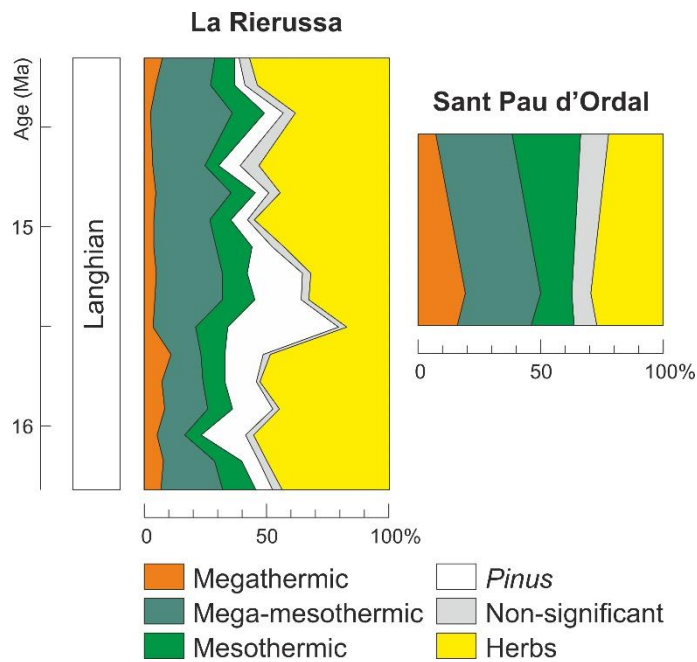 La Rierussa
Sant Pau d'Ordal
Age (Ma)
15
16
Langhian
0 50 100%
0 50 100%
Megathermic
Mega-mesothermic
Mesothermic
Pinus
Non-significant
Herbs